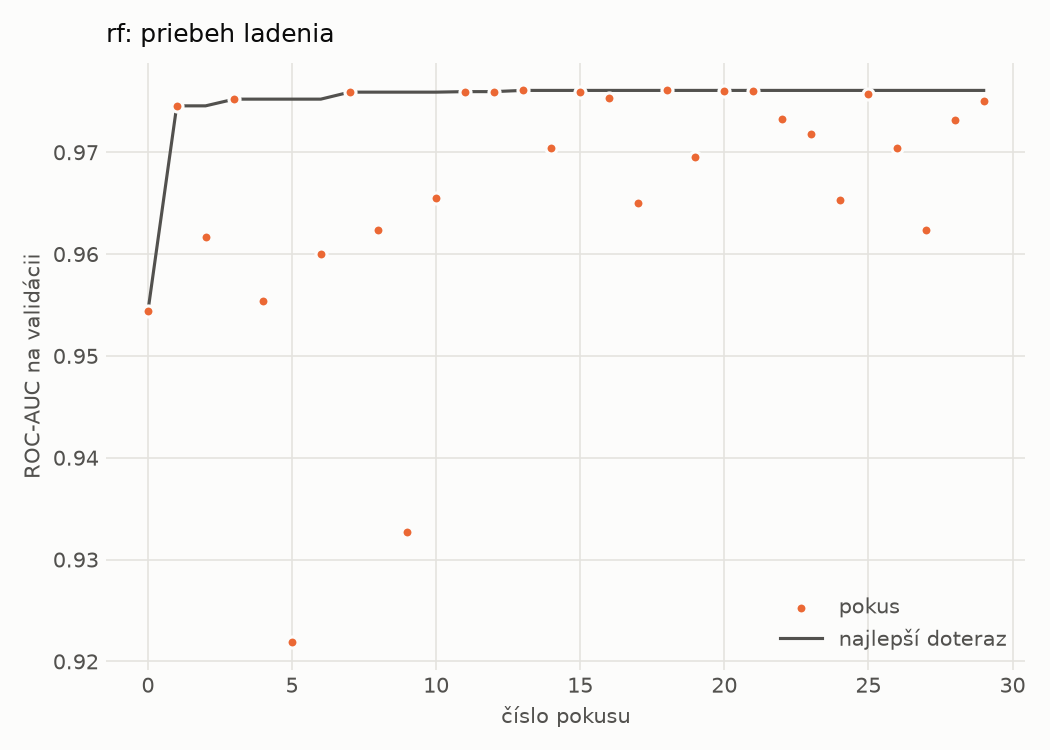 rf: priebeh ladenia
ROC-AUC na validácii
0.97
0.96
0.95
0.94
0.93
0.92
0
5
10
15
20
25
30
číslo pokusu
pokus
najlepší doteraz